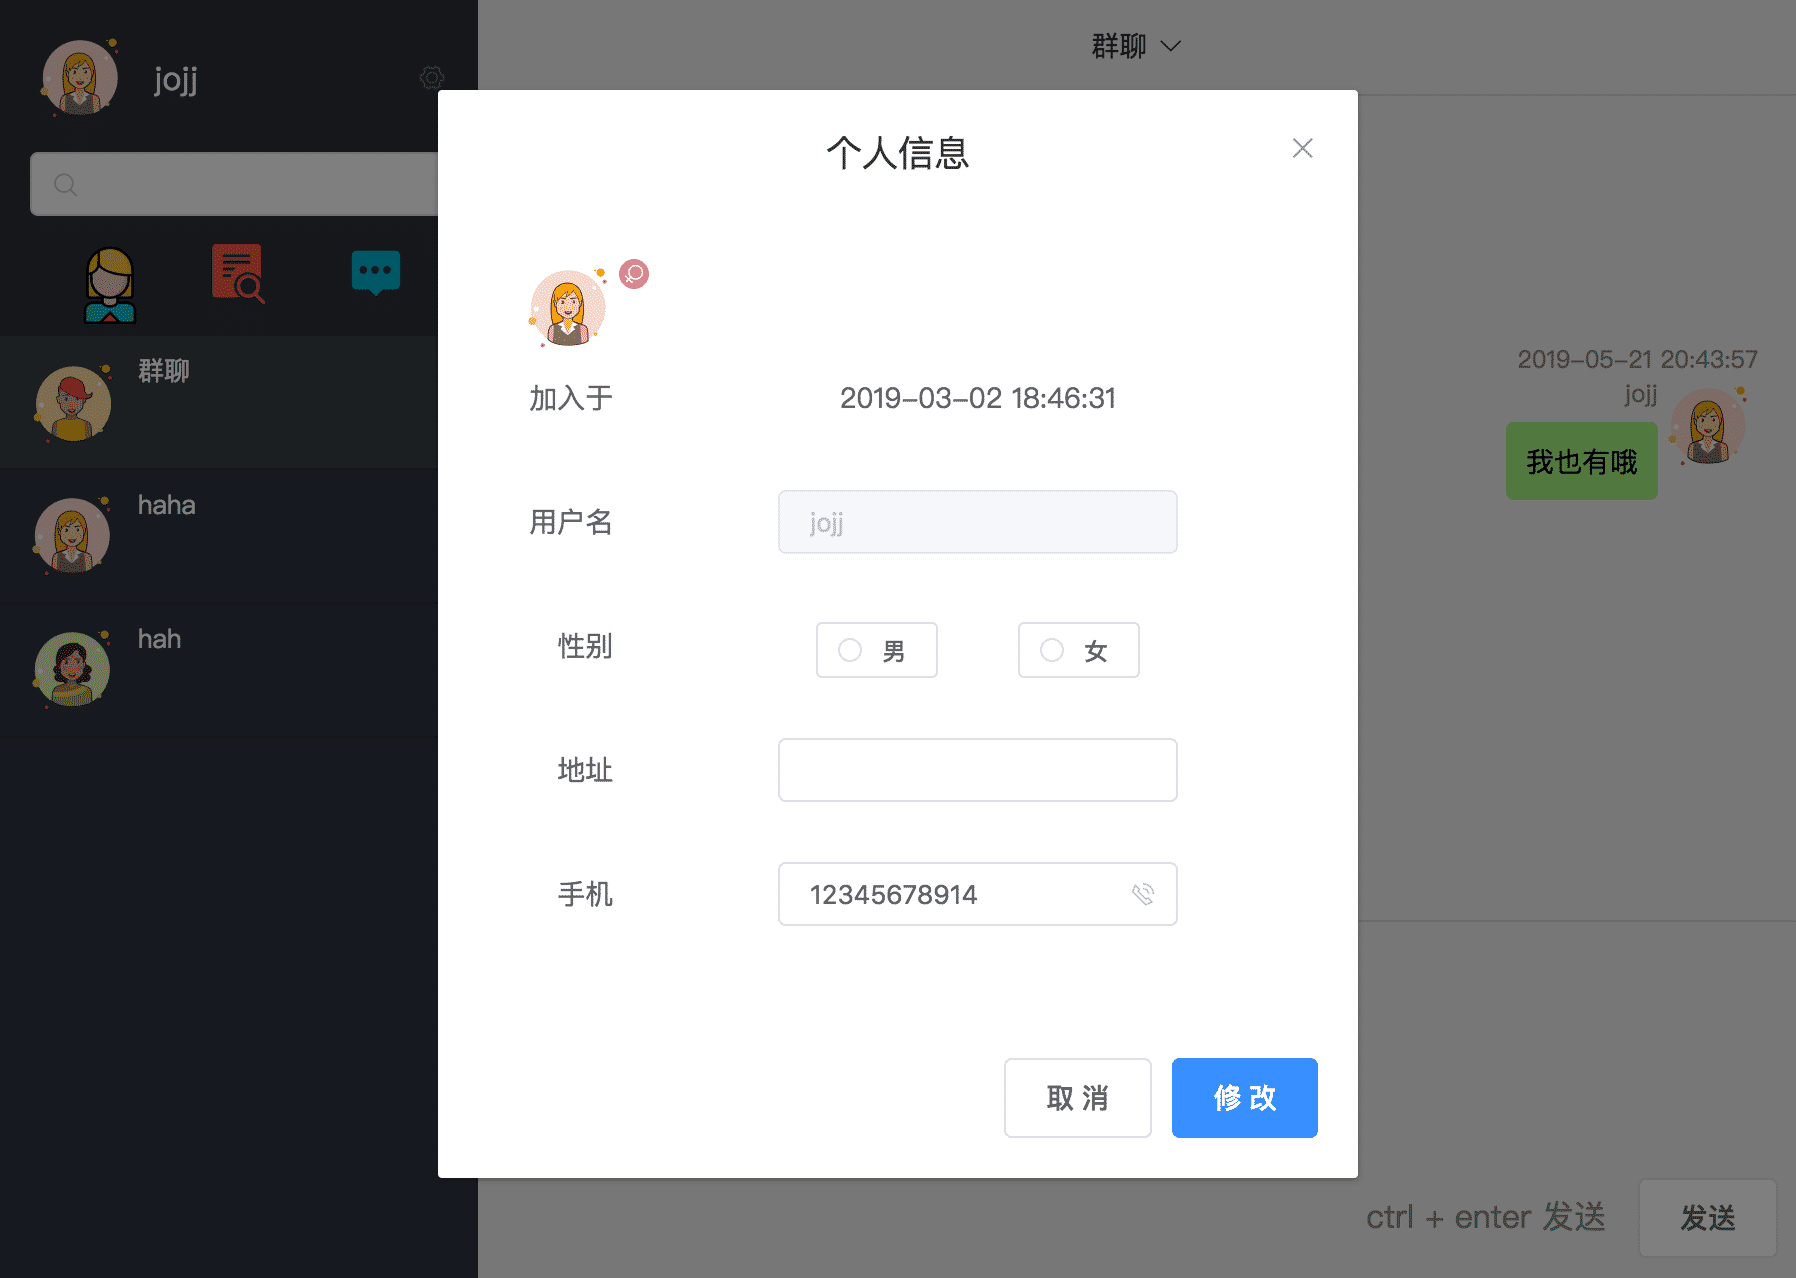 jojj
群聊
haha
hah
群聊
2019-05-21 20:43:57
jojj
我也有哦
ctrl + enter 发送
发送
个人信息
加入于
2019-03-02 18:46:31
用户名
jojj
性别
男
女
地址
手机
12345678914
取 消
修 改